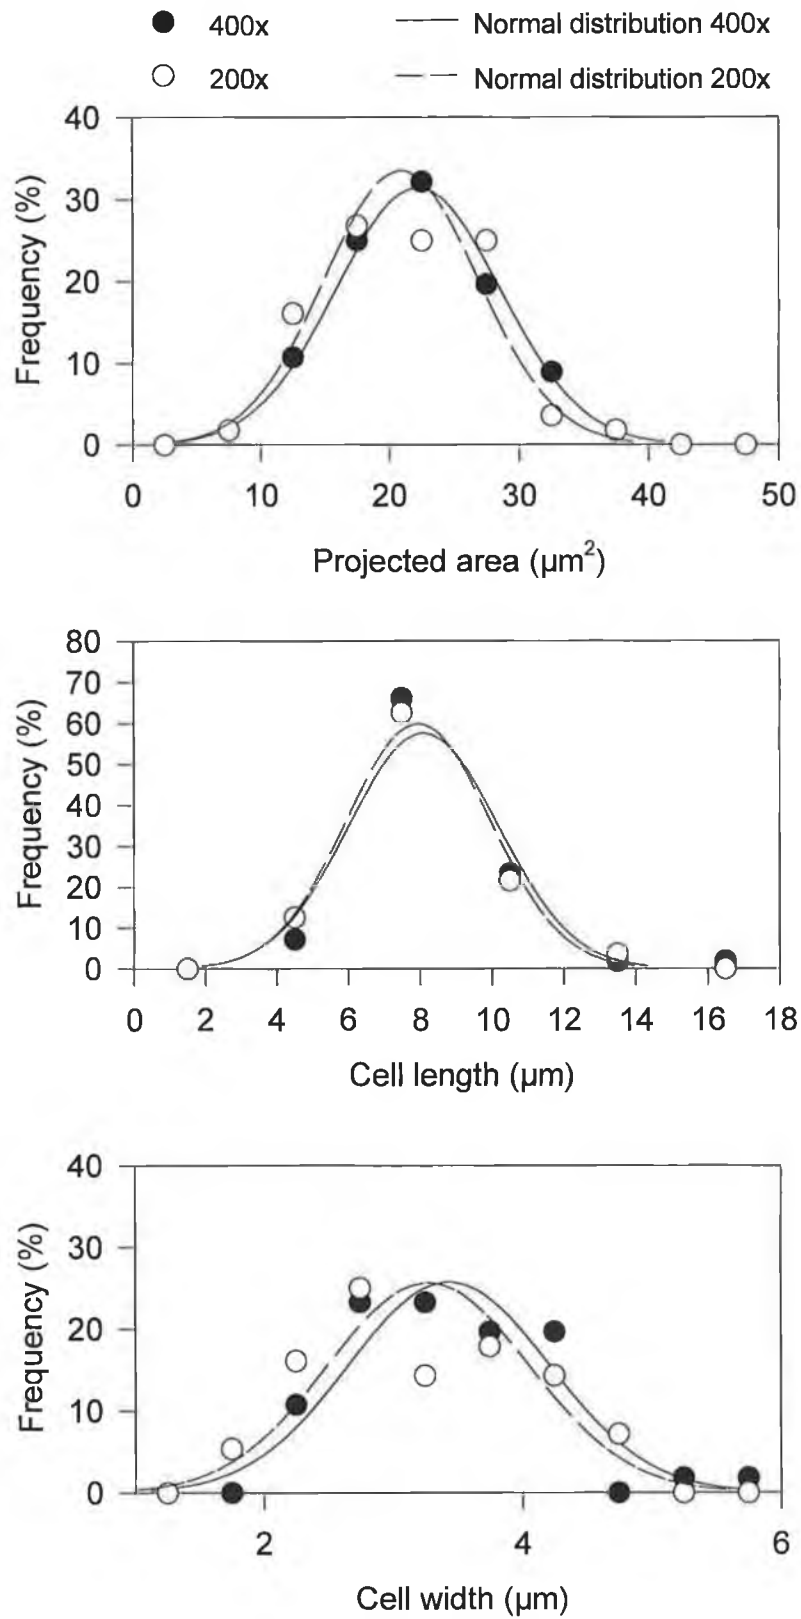 400x Normal distribution 400x
200x Normal distribution 200x
40
30
20
10
0
Frequency (%)
0 10 20 30 40 50
Projected area (µm²)
80
70
60
50
40
30
20
10
0
Frequency (%)
0 2 4 6 8 10 12 14 16 18
Cell length (µm)
40
30
20
10
0
Frequency (%)
2 4 6
Cell width (µm)